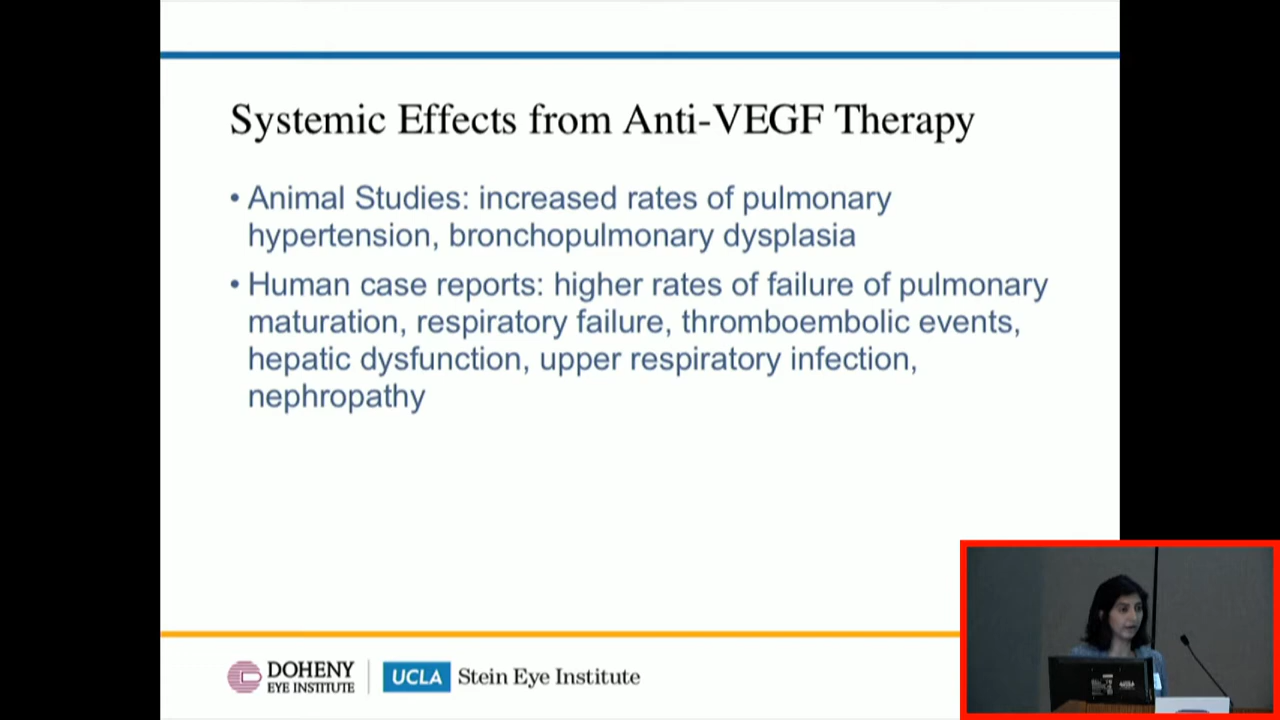 Systemic Effects from Anti-VEGF Therapy
• Animal Studies: increased rates of pulmonary
hypertension, bronchopulmonary dysplasia
• Human case reports: higher rates of failure of pulmonary
maturation, respiratory failure, thromboembolic events,
hepatic dysfunction, upper respiratory infection,
nephropathy
DOHENY
EYE INSTITUTE
UCLA Stein Eye Institute